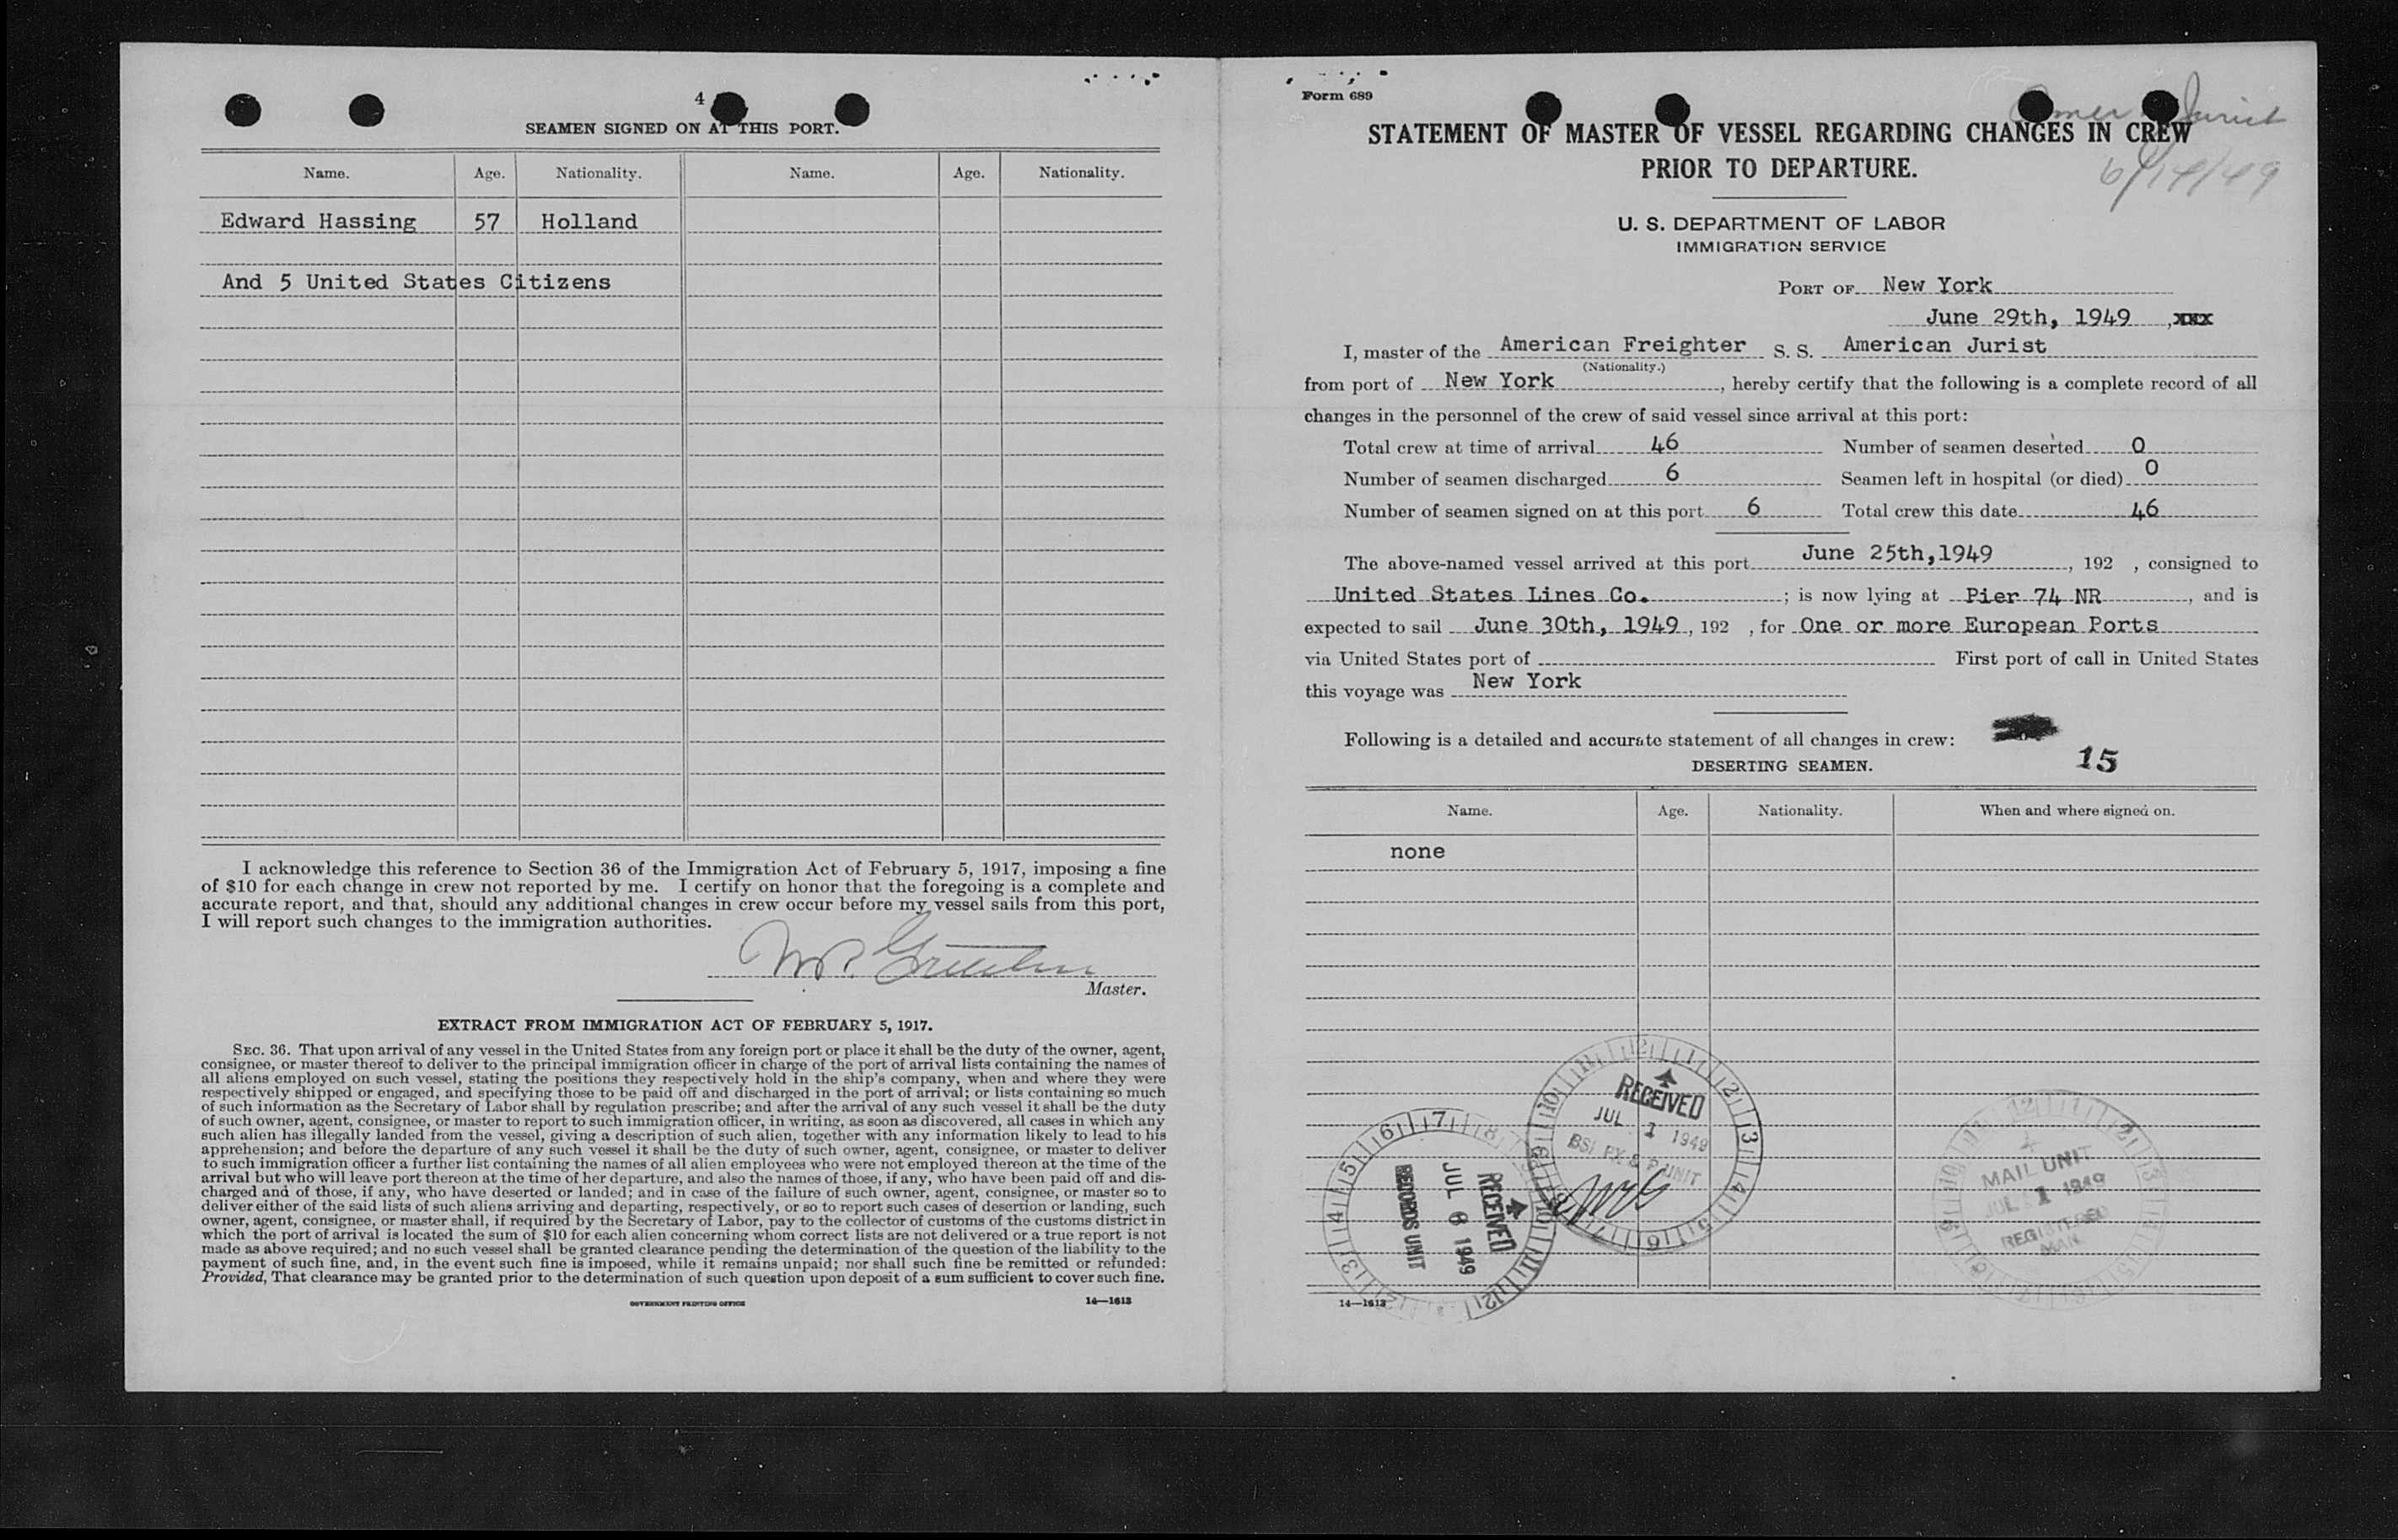 4
SEAMEN SIGNED ON AT THIS PORT.
Name. Age. Nationality. Name. Age. Nationality.
Edward Hassing 57 Holland
And 5 United States Citizens
I acknowledge this reference to Section 36 of the Immigration Act of February 5, 1917, imposing a fine
of $10 for each change in crew not reported by me. I certify on honor that the foregoing is a complete and
accurate report, and that, should any additional changes in crew occur before my vessel sails from this port,
I will report such changes to the immigration authorities.
Master.
EXTRACT FROM IMMIGRATION ACT OF FEBRUARY 5, 1917.
SEC. 36. That upon arrival of any vessel in the United States from any foreign port or place it shall be the duty of the owner, agent,
consignee, or master thereof to deliver to the principal immigration officer in charge of the port of arrival lists containing the names of
all aliens employed on such vessel, stating the positions they respectively hold in the ship's company, when and where they were
respectively shipped or engaged, and specifying those to be paid off and discharged in the port of arrival; or lists containing so much
of such information as the Secretary of Labor shall by regulation prescribe; and after the arrival of any such vessel it shall be the duty
of such owner, agent, consignee, or master to report to such immigration officer, in writing, as soon as discovered, all cases in which any
such alien has illegally landed from the vessel, giving a description of such alien, together with any information likely to lead to his
apprehension; and before the departure of any such vessel it shall be the duty of such owner, agent, consignee, or master to deliver
to such immigration officer a further list containing the names of all alien employees who were not employed thereon at the time of the
arrival but who will leave port thereon at the time of her departure, and also the names of those, if any, who have been paid off and dis-
charged and of those, if any, who have deserted or landed; and in case of the failure of such owner, agent, consignee, or master so to
deliver either of the said lists of such aliens arriving and departing, respectively, or so to report such cases of desertion or landing, such
owner, agent, consignee, or master shall, if required by the Secretary of Labor, pay to the collector of customs of the customs district in
which the port of arrival is located the sum of $10 for each alien concerning whom correct lists are not delivered or a true report is not
made as above required; and no such vessel shall be granted clearance pending the determination of the question of the liability to the
payment of such fine, and, in the event such fine is imposed, while it remains unpaid; nor shall such fine be remitted or refunded:
Provided, That clearance may be granted prior to the determination of such question upon deposit of a sum sufficient to cover such fine.
GOVERNMENT PRINTING OFFICE 14—1613
Form 689
Amer Jurist
STATEMENT OF MASTER OF VESSEL REGARDING CHANGES IN CREW
PRIOR TO DEPARTURE.
U. S. DEPARTMENT OF LABOR
IMMIGRATION SERVICE
PORT OF New York
June 29th, 1949 , xxx
I, master of the American Freighter S. S. American Jurist
(Nationality.)
from port of New York , hereby certify that the following is a complete record of all
changes in the personnel of the crew of said vessel since arrival at this port:
Total crew at time of arrival 46 Number of seamen deserted 0
Number of seamen discharged 6 Seamen left in hospital (or died) 0
Number of seamen signed on at this port 6 Total crew this date 46
The above-named vessel arrived at this port June 25th,1949 , 192 , consigned to
United States Lines Co. ; is now lying at Pier 74 NR , and is
expected to sail June 30th, 1949 , 192 , for One or more European Ports
via United States port of First port of call in United States
this voyage was New York
Following is a detailed and accurate statement of all changes in crew:
15
DESERTING SEAMEN.
Name. Age. Nationality. When and where signed on.
none
RECEIVED
JUL 1 1949
UNIT
RECEIVED
JUL 6 1949
RECORDS UNIT
MAIL UNIT
JUL 1 1949
REGISTERED
14—1613